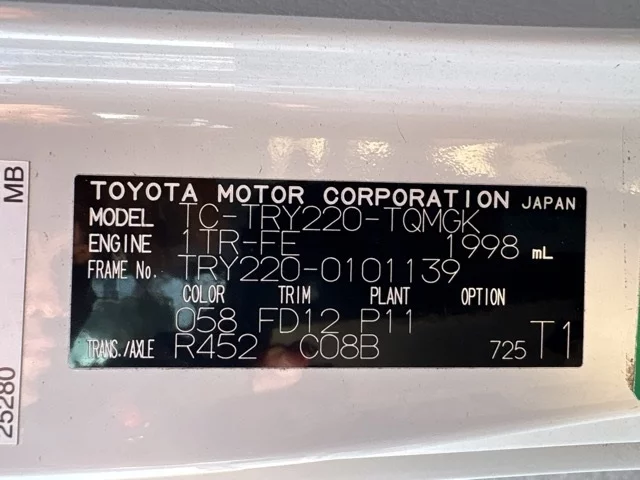 TOYOTA MOTOR CORPORATION JAPAN
MODEL TC-TRY220-TQMGK
ENGINE 1TR-FE 1998 mL
FRAME No. TRY220-0101139
COLOR TRIM PLANT OPTION
058 FD12 P11
TRANS./AXLE R452 C08B 725 T1
25280 MB